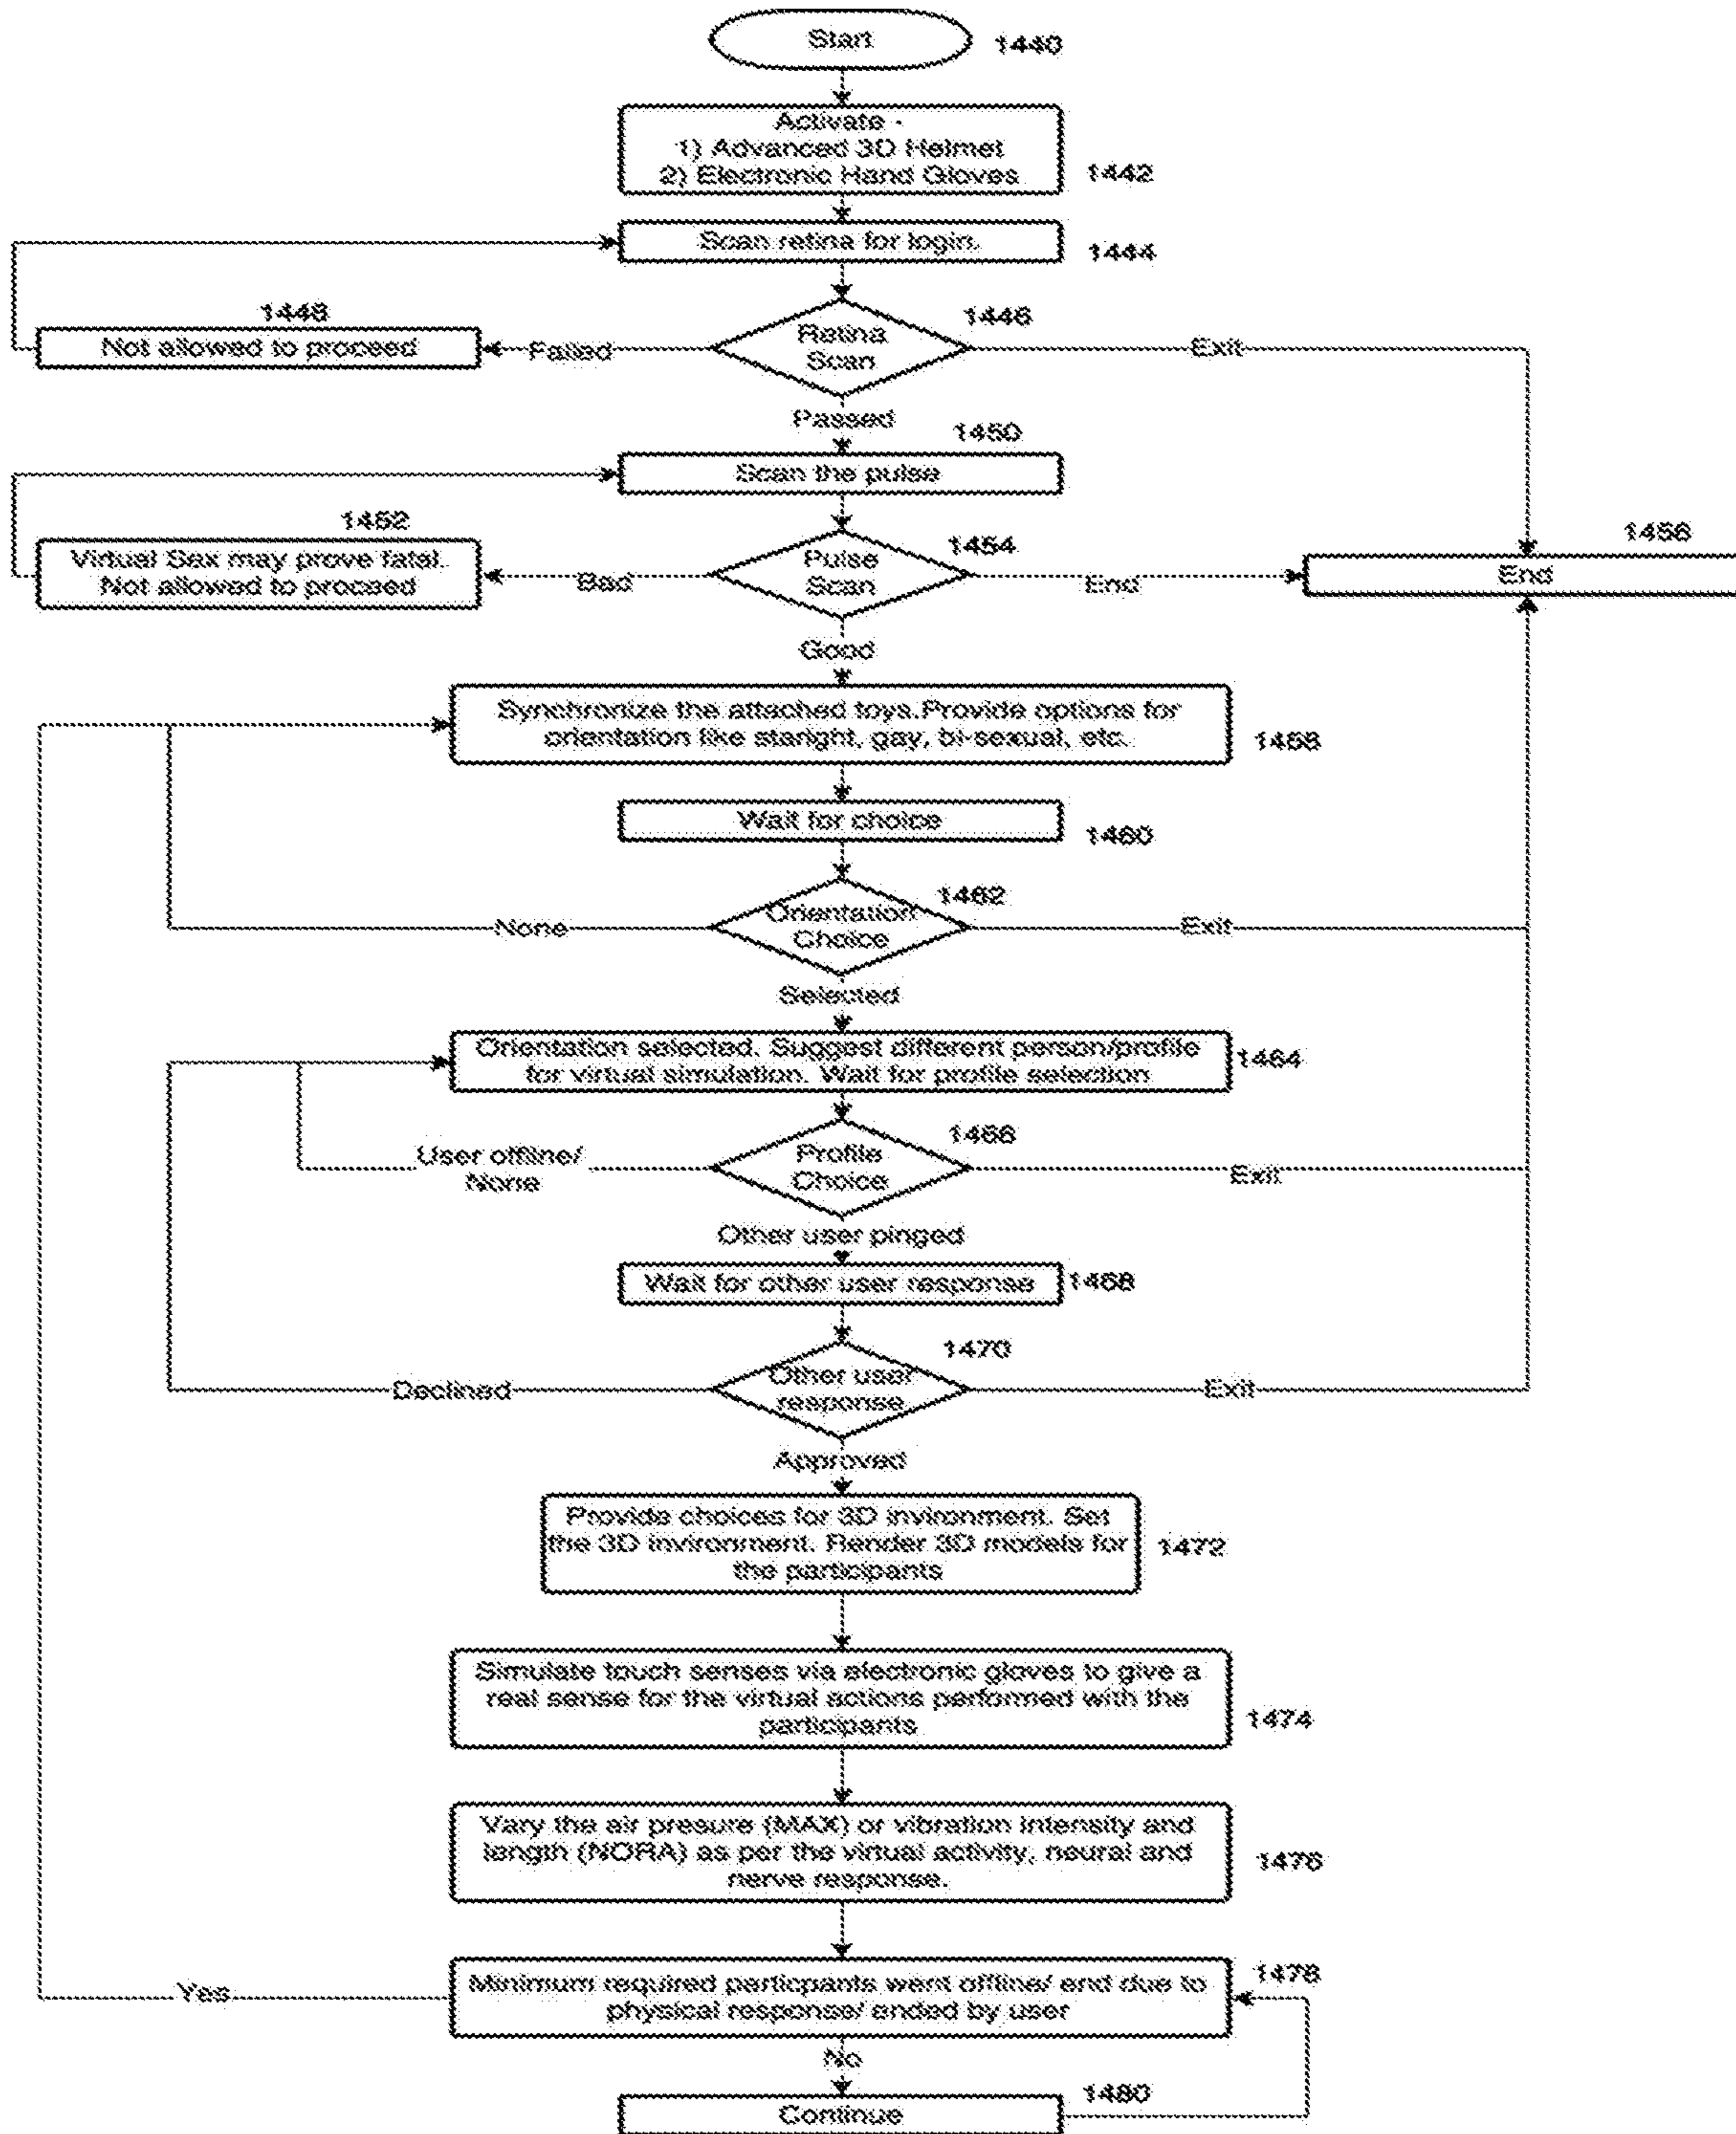 Start
1440
Activate -
1) Advanced 3D Helmet
2) Electronic Hand Gloves
1442
Scan retina for login.
1444
1448
Not allowed to proceed
Failed
Retina
Scan
1446
Exit
Passed
1450
Scan the pulse
1452
Virtual Sex may prove fatal.
Not allowed to proceed
Bad
Pulse
Scan
1454
End
1456
End
Good
Synchronize the attached toys.Provide options for
orientation like staright, gay, bi-sexual, etc.
1458
Wait for choice
1460
None
Orientation
Choice
1462
Exit
Selected
Orientation selected. Suggest different person/profile
for virtual simulation. Wait for profile selection
1464
User offline/
None
Profile
Choice
1466
Exit
Other user pinged
Wait for other user response
1468
Declined
Other user
response
1470
Exit
Approved
Provide choices for 3D invironment. Set
the 3D invironment. Render 3D models for
the participants
1472
Simulate touch senses via electronic gloves to give a
real sense for the virtual actions performed with the
participants
1474
Vary the air presure (MAX) or vibration intensity and
length (NORA) as per the virtual activity, neural and
nerve response.
1476
Yes
Minimum required particpants went offline/ end due to
physical response/ ended by user
1478
No
Continue
1480